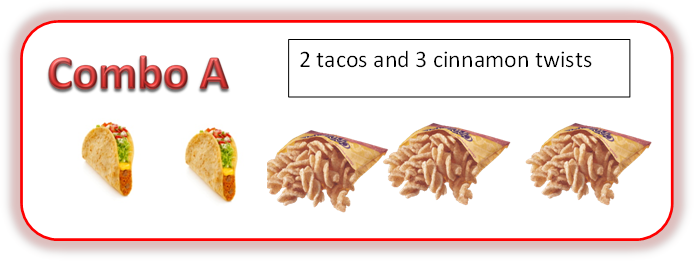 Combo A
2 tacos and 3 cinnamon twists